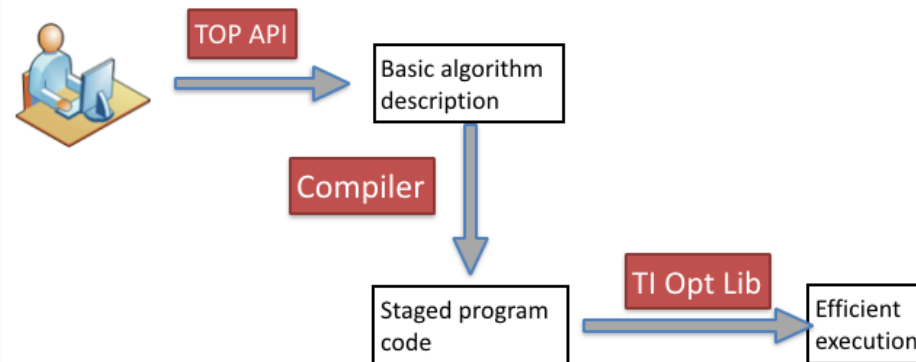 TOP API
Basic algorithm
description
Compiler
TI Opt Lib
Staged program
code
Efficient
execution